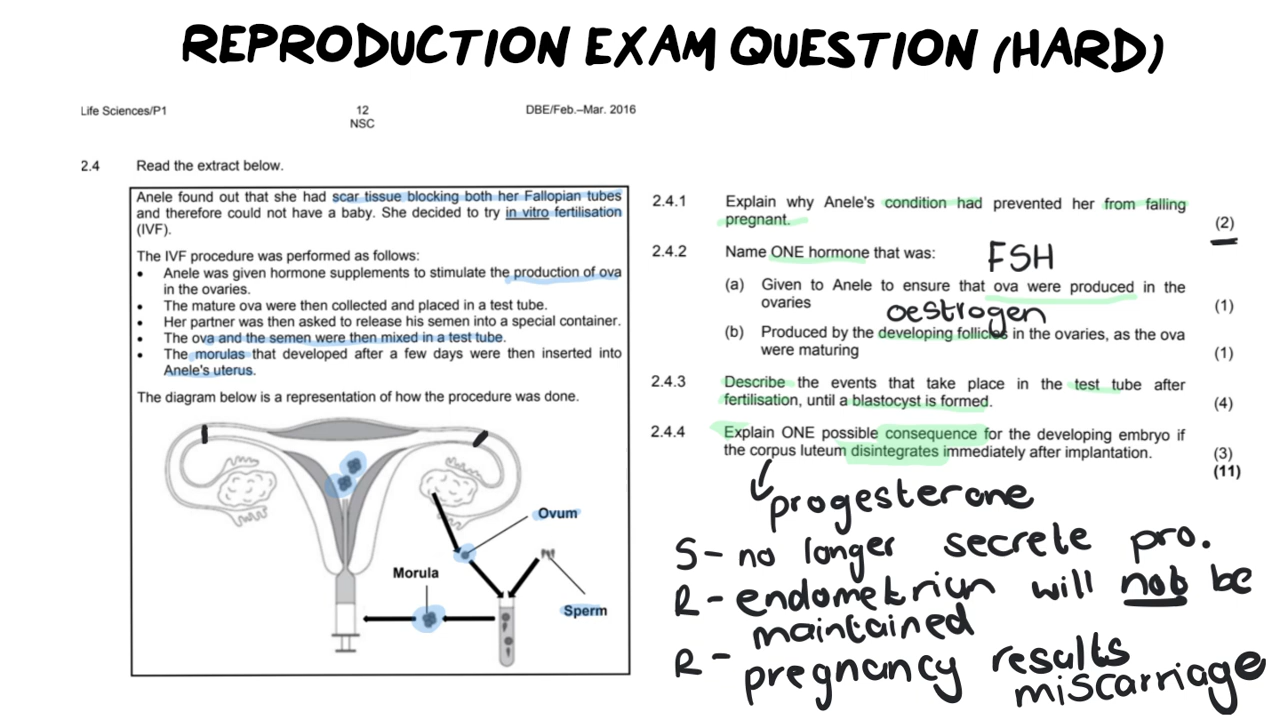 REPRODUCTION EXAM QUESTION (HARD)
Life Sciences/P1
12
NSC
DBE/Feb.–Mar. 2016
2.4 Read the extract below.
Anele found out that she had scar tissue blocking both her Fallopian tubes
and therefore could not have a baby. She decided to try in vitro fertilisation
(IVF).
The IVF procedure was performed as follows:
• Anele was given hormone supplements to stimulate the production of ova
in the ovaries.
• The mature ova were then collected and placed in a test tube.
• Her partner was then asked to release his semen into a special container.
• The ova and the semen were then mixed in a test tube.
• The morulas that developed after a few days were then inserted into
Anele's uterus.
The diagram below is a representation of how the procedure was done.
Ovum
Morula
Sperm
2.4.1 Explain why Anele's condition had prevented her from falling
pregnant. (2)
2.4.2 Name ONE hormone that was:
FSH
(a) Given to Anele to ensure that ova were produced in the
ovaries (1)
oestrogen
(b) Produced by the developing follicles in the ovaries, as the ova
were maturing (1)
2.4.3 Describe the events that take place in the test tube after
fertilisation, until a blastocyst is formed. (4)
2.4.4 Explain ONE possible consequence for the developing embryo if
the corpus luteum disintegrates immediately after implantation. (3)
(11)
progesterone
S- no longer secrete pro.
R- endometrium will not be
maintained
R- pregnancy results
miscarriage